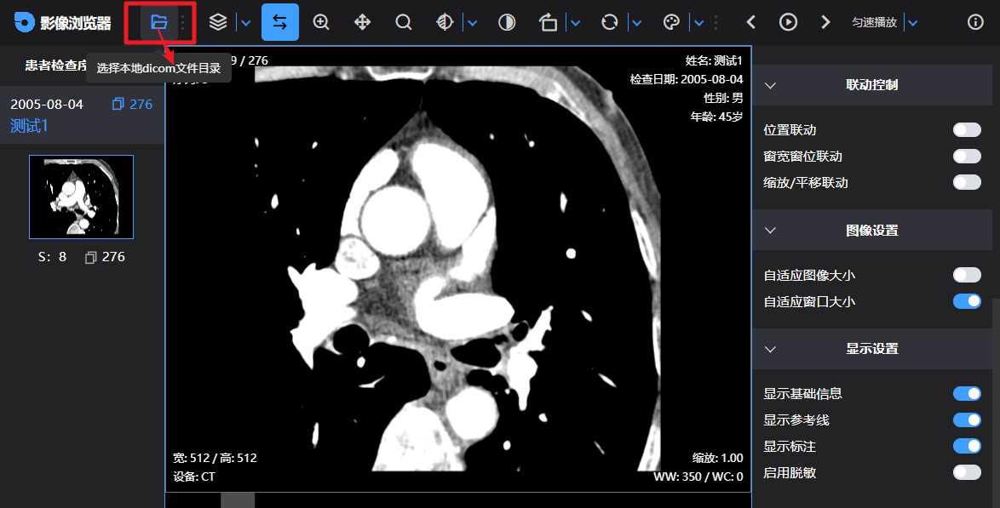 影像浏览器
匀速播放
患者检查序
选择本地dicom文件目录
9 / 276
2005-08-04
276
测试1
S: 8
276
姓名: 测试1
检查日期: 2005-08-04
性别: 男
年龄: 45岁
宽: 512 / 高: 512
设备: CT
缩放: 1.00
WW: 350 / WC: 0
联动控制
位置联动
窗宽窗位联动
缩放/平移联动
图像设置
自适应图像大小
自适应窗口大小
显示设置
显示基础信息
显示参考线
显示标注
启用脱敏